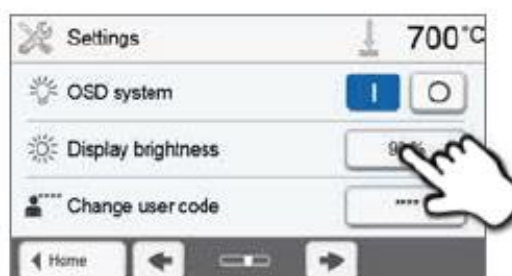 Settings 700°C
OSD system I O
Display brightness
Change user code ****
Home